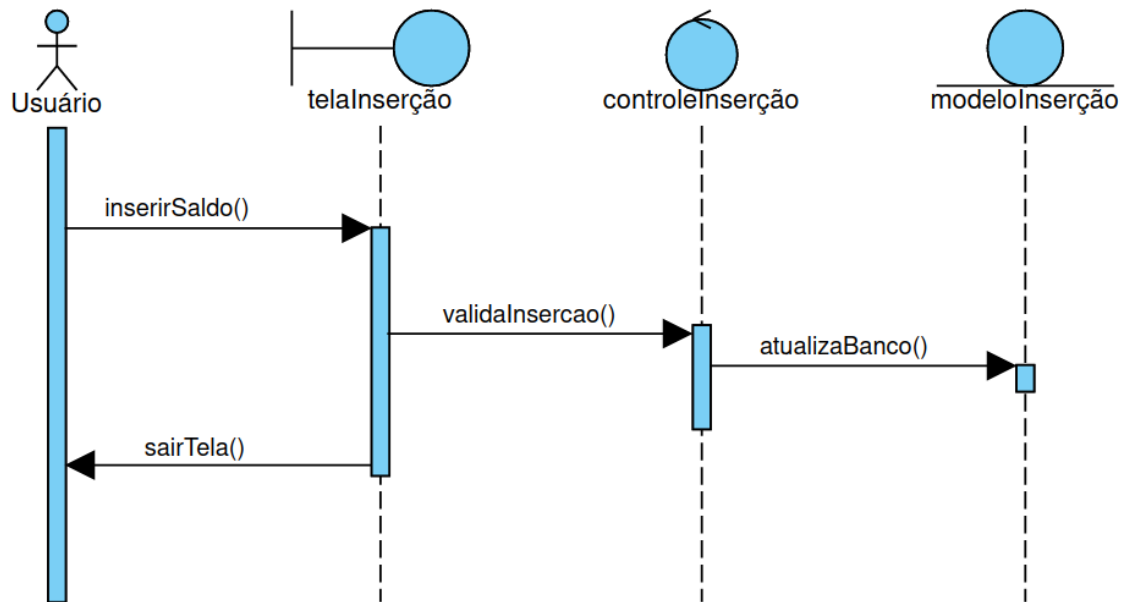 Usuário
telaInserção
controleInserção
modeloInserção
inserirSaldo()
validaInsercao()
atualizaBanco()
sairTela()